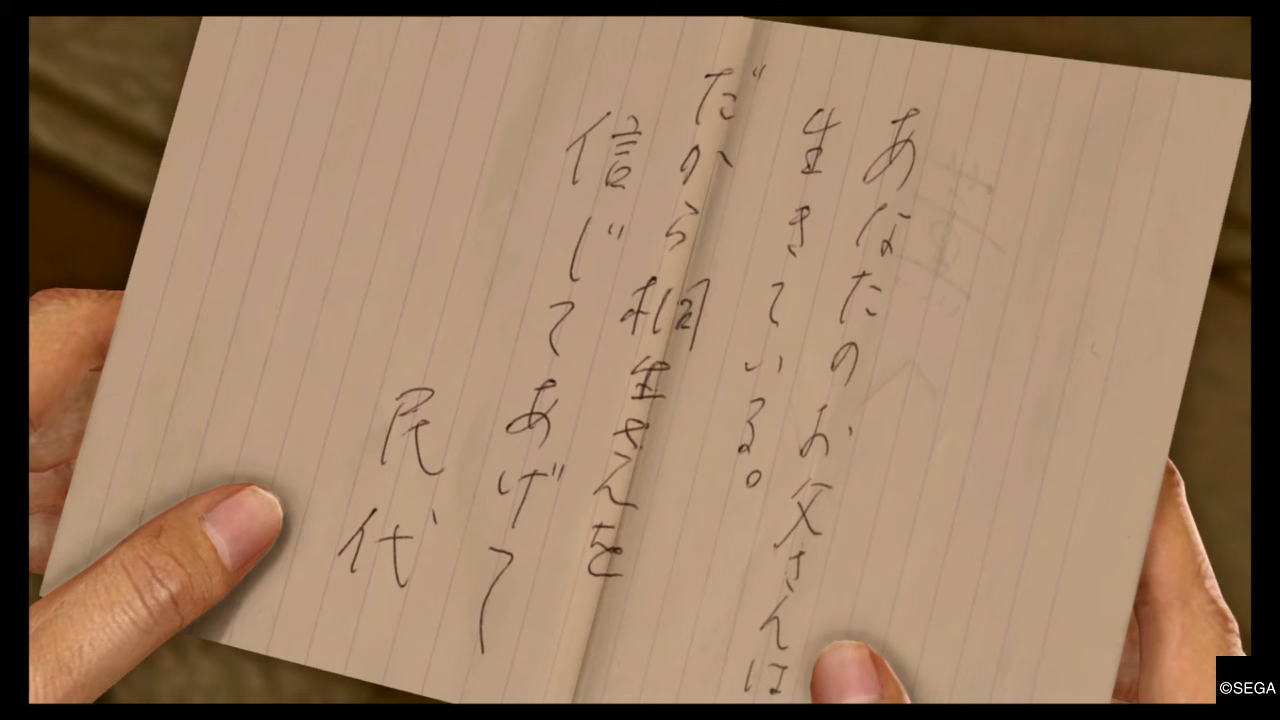 あなたのお父さんは
生きている。
だから相生さんを
信じてあげて
民代
©SEGA